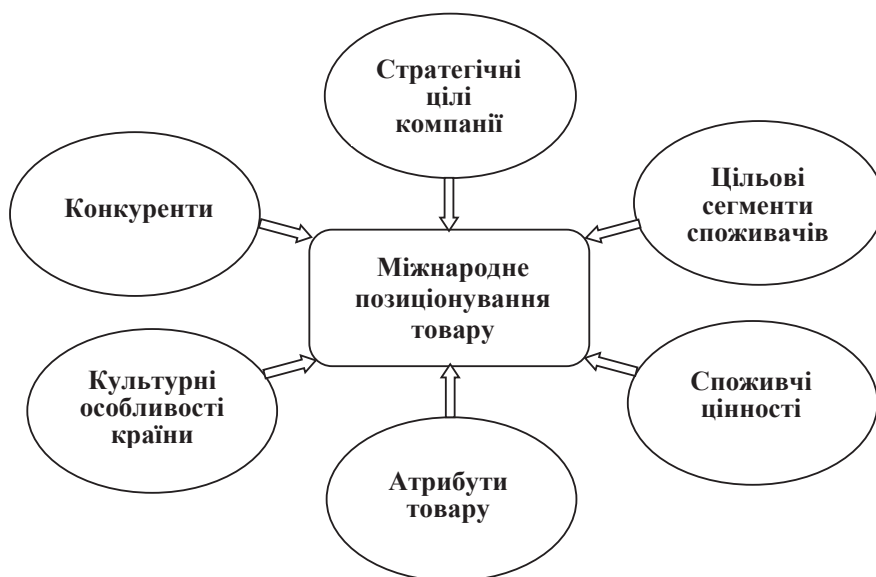 Стратегічні
цілі
компанії
Конкуренти
Цільові
сегменти
споживачів
Міжнародне
позиціонування
товару
Культурні
особливості
країни
Споживчі
цінності
Атрибути
товару